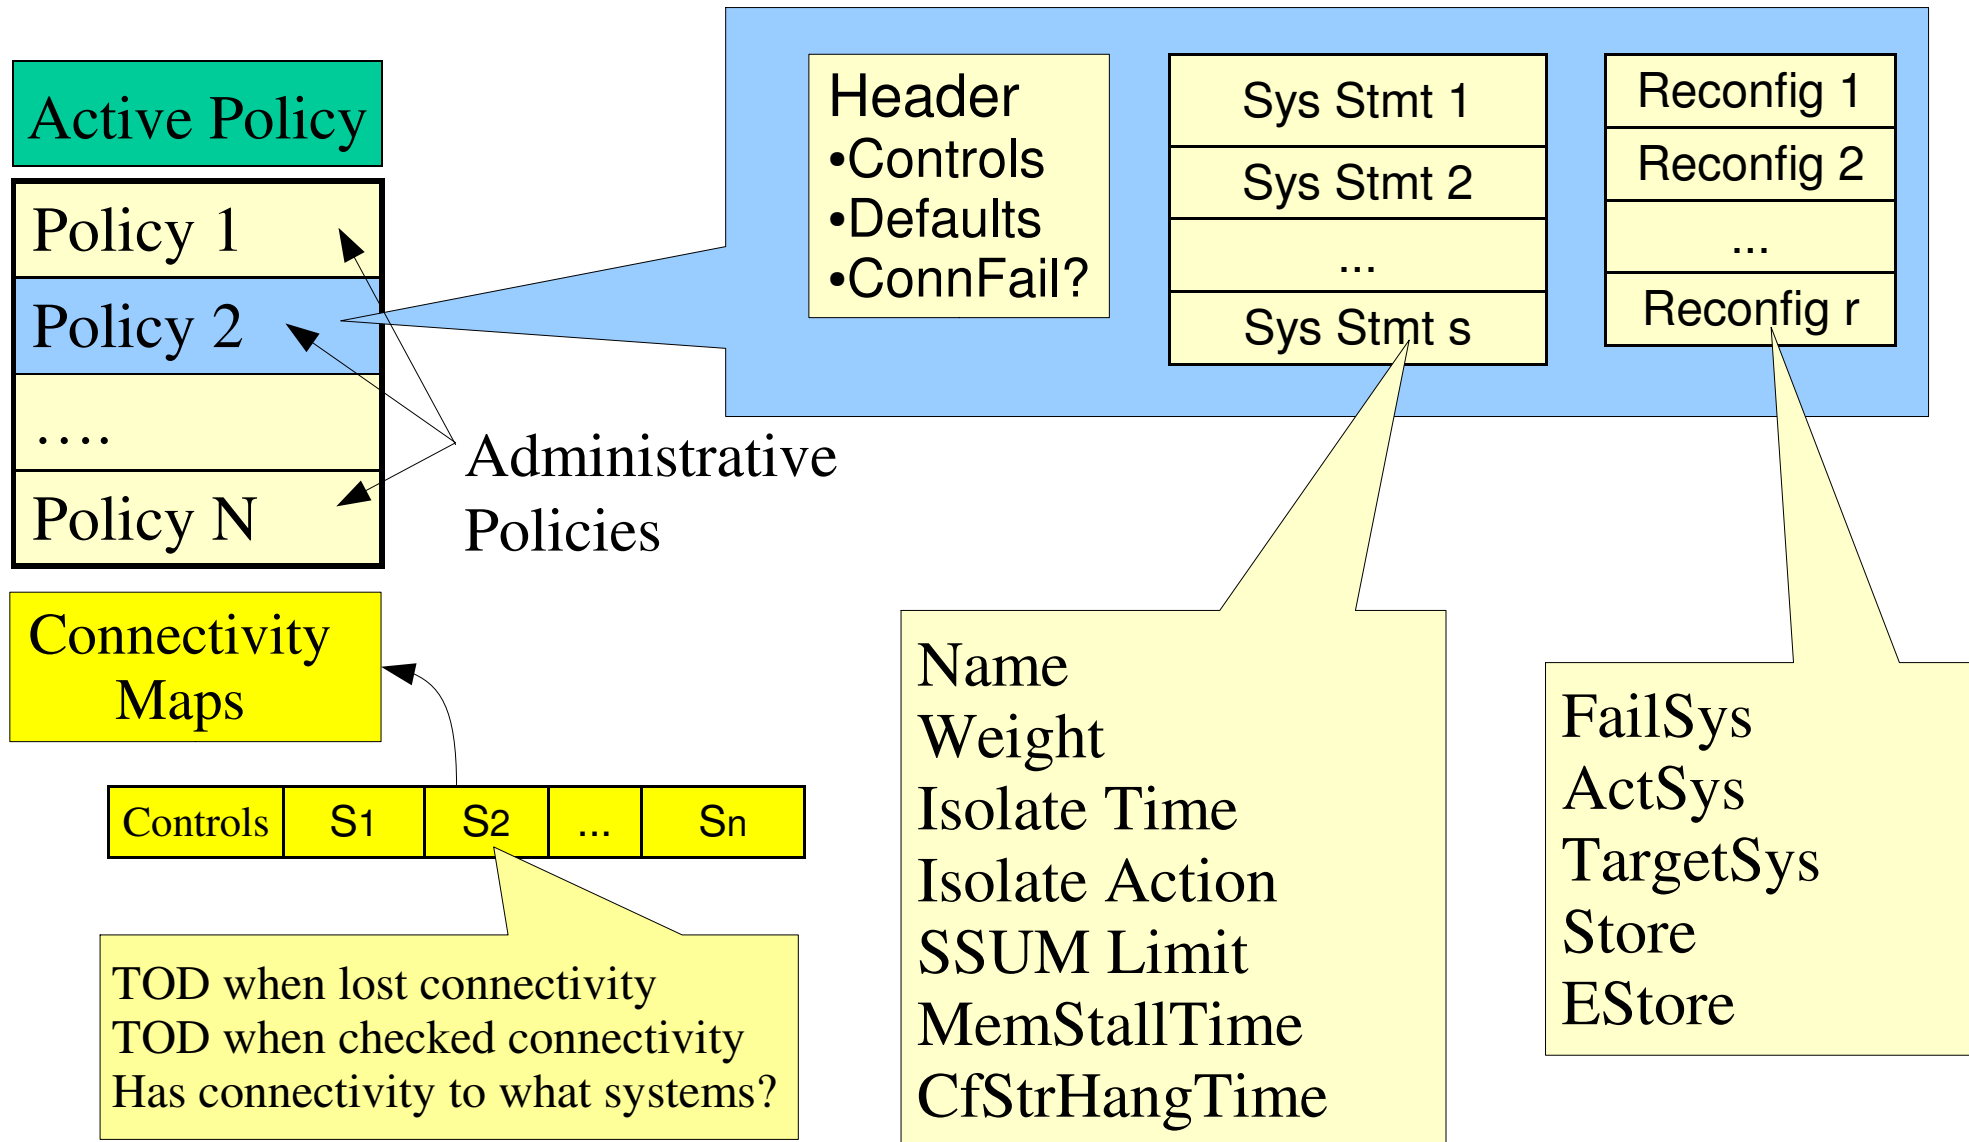 Active Policy
Policy 1
Policy 2
....
Policy N
Administrative
Policies
Header
•Controls
•Defaults
•ConnFail?
Sys Stmt 1
Sys Stmt 2
...
Sys Stmt s
Reconfig 1
Reconfig 2
...
Reconfig r
Connectivity
Maps
Controls S1 S2 ... Sn
TOD when lost connectivity
TOD when checked connectivity
Has connectivity to what systems?
Name
Weight
Isolate Time
Isolate Action
SSUM Limit
MemStallTime
CfStrHangTime
FailSys
ActSys
TargetSys
Store
EStore